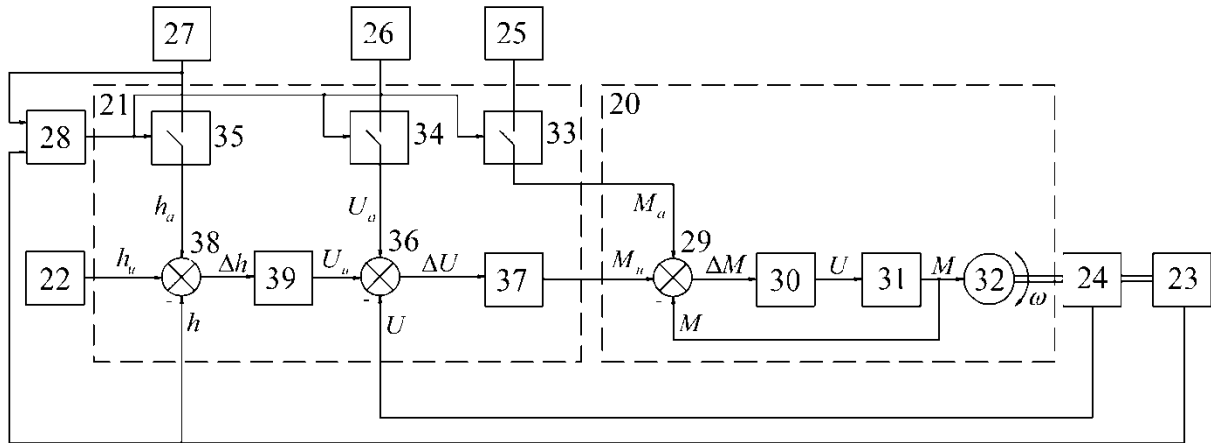 27 26 25
21 20
28 35 34 33
h_a U_a M_a
38 36 29
22 h_u Δh 39 U_u ΔU 37 M_u ΔM 30 U 31 M 32 ω 24 23
- - -
h U M